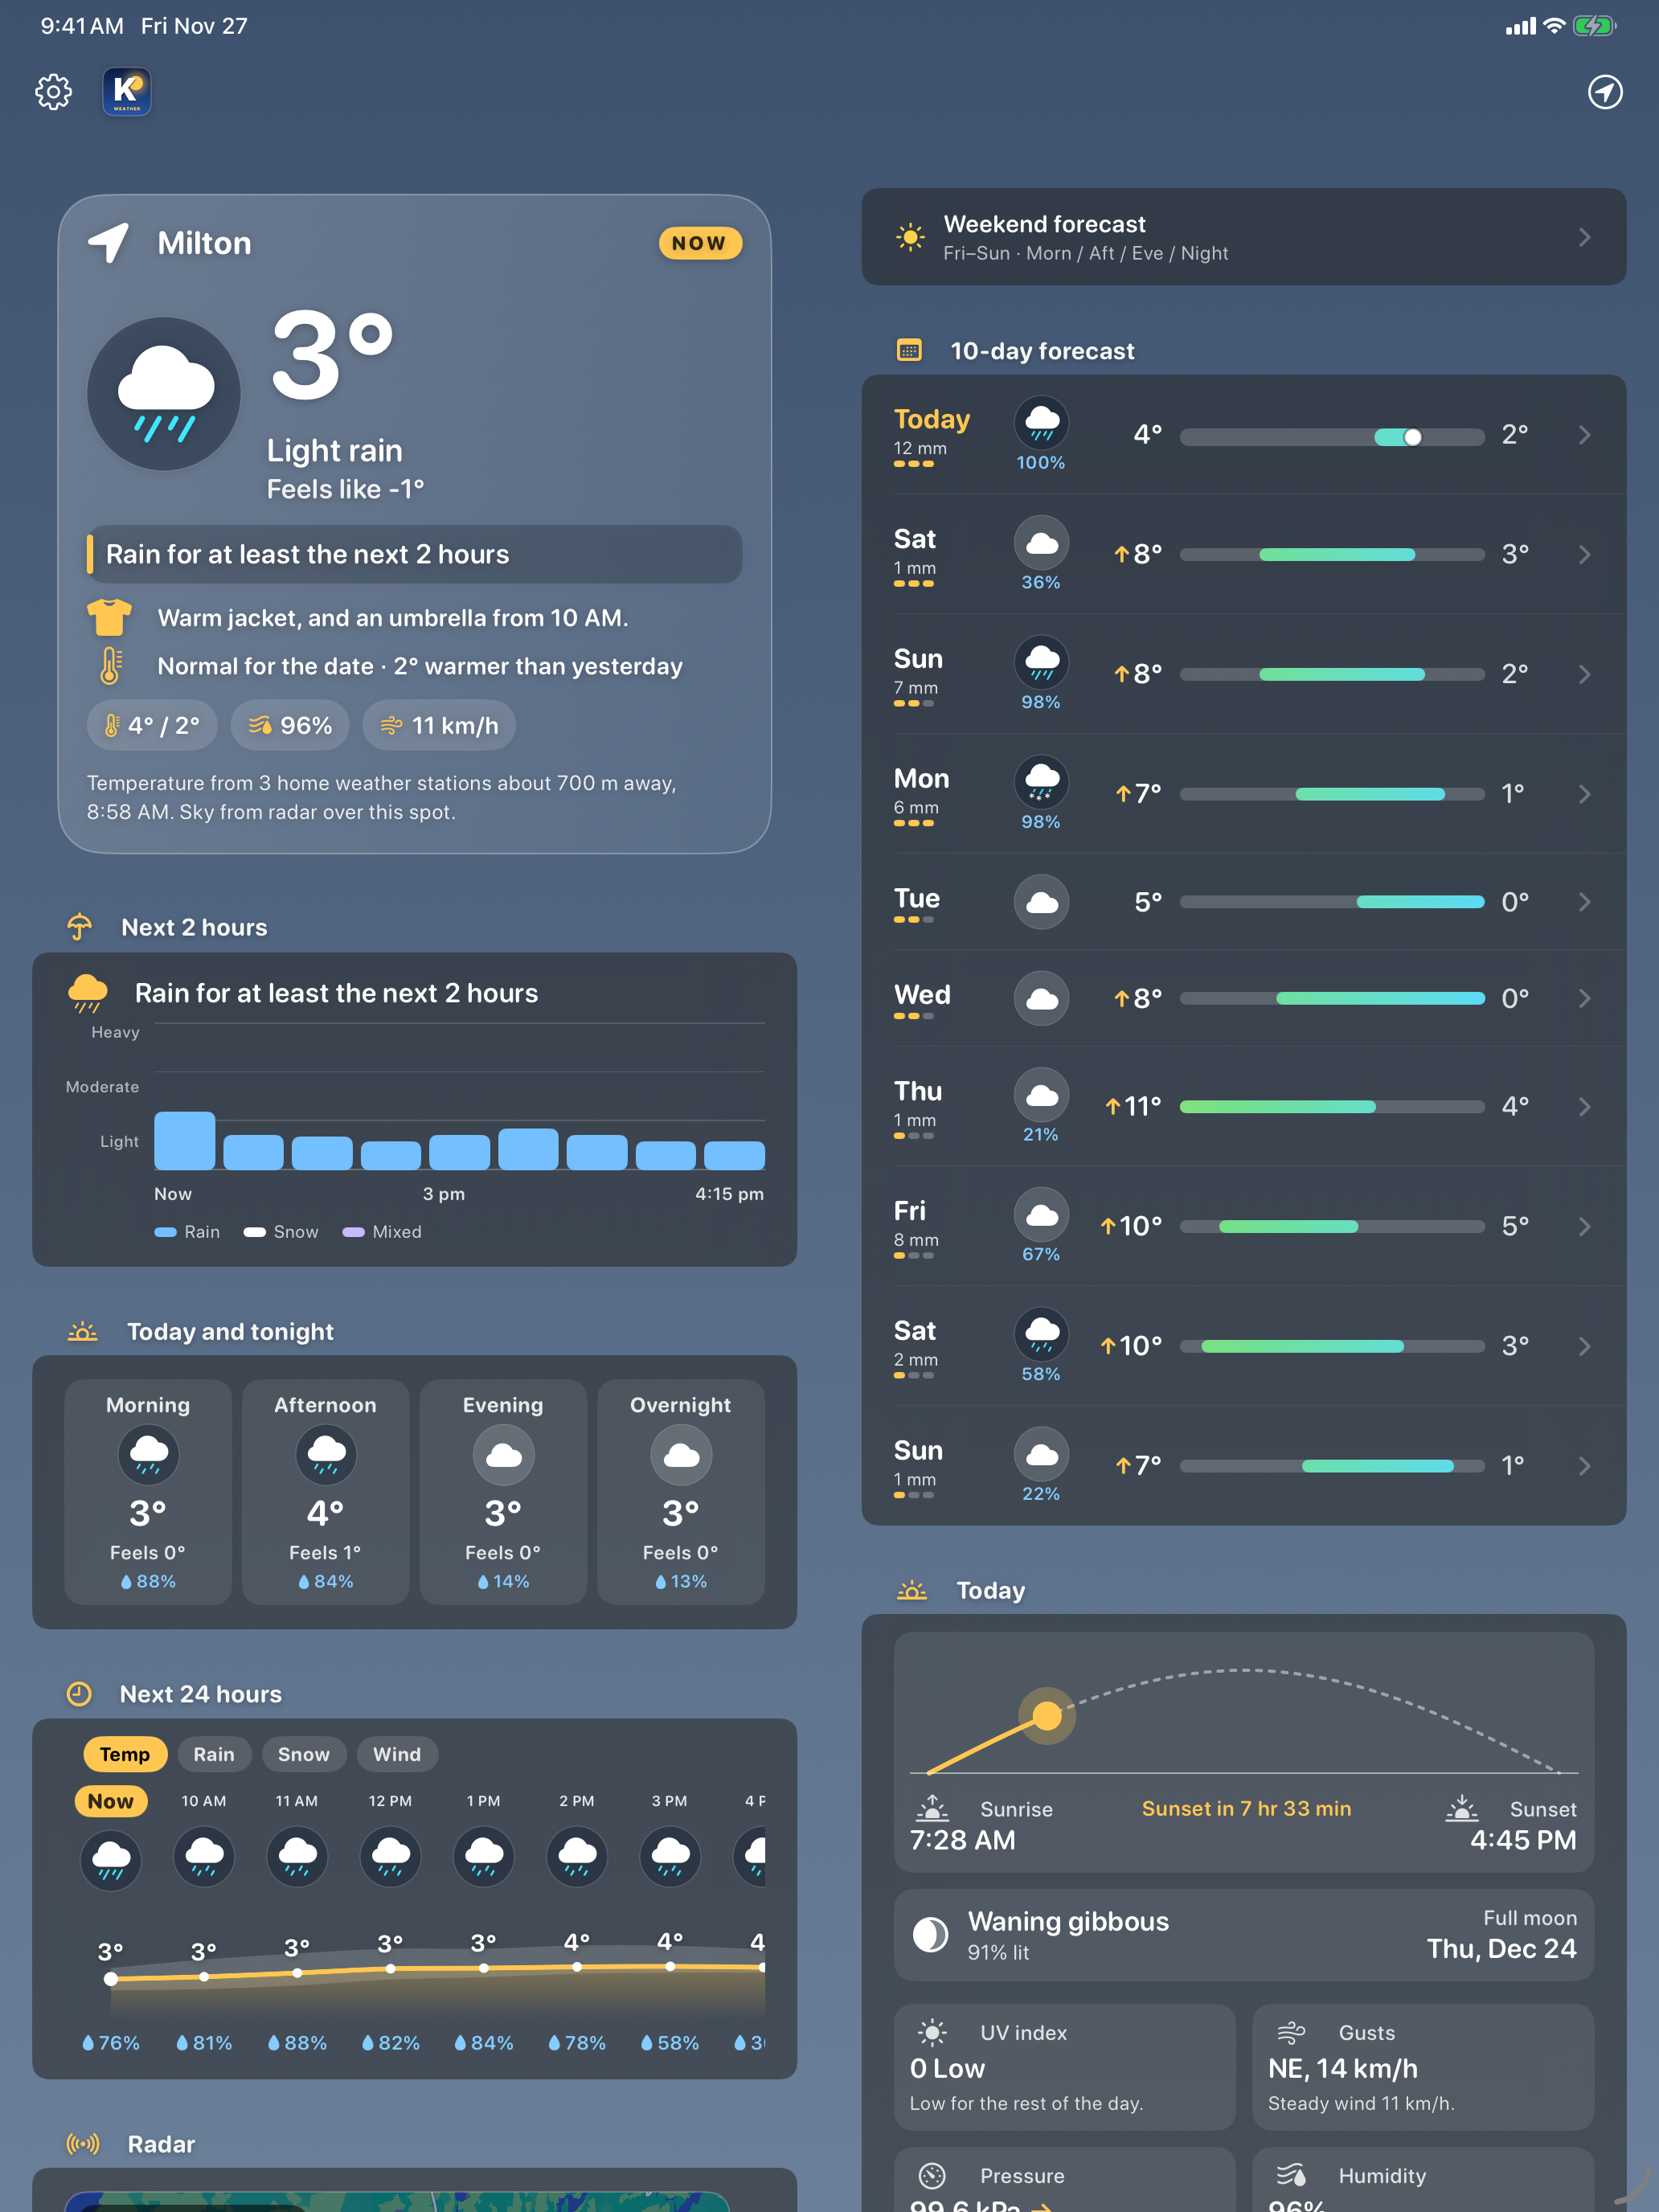 9:41 AM Fri Nov 27
K
WEATHER
Milton
NOW
3°
Light rain
Feels like -1°
Rain for at least the next 2 hours
Warm jacket, and an umbrella from 10 AM.
Normal for the date · 2° warmer than yesterday
4° / 2° 96% 11 km/h
Temperature from 3 home weather stations about 700 m away,
8:58 AM. Sky from radar over this spot.
Next 2 hours
Rain for at least the next 2 hours
Heavy
Moderate
Light
Now 3 pm 4:15 pm
Rain Snow Mixed
Today and tonight
Morning Afternoon Evening Overnight
3° 4° 3° 3°
Feels 0° Feels 1° Feels 0° Feels 0°
88% 84% 14% 13%
Next 24 hours
Temp Rain Snow Wind
Now 10 AM 11 AM 12 PM 1 PM 2 PM 3 PM 4 P
3° 3° 3° 3° 3° 4° 4° 4
76% 81% 88% 82% 84% 78% 58%
Radar
Weekend forecast
Fri–Sun · Morn / Aft / Eve / Night
10-day forecast
Today 4° 2°
12 mm
100%
Sat 8° 3°
1 mm
36%
Sun 8° 2°
7 mm
98%
Mon 7° 1°
6 mm
98%
Tue 5° 0°
Wed 8° 0°
Thu 11° 4°
1 mm
21%
Fri 10° 5°
8 mm
67%
Sat 10° 3°
2 mm
58%
Sun 7° 1°
1 mm
22%
Today
Sunrise Sunset in 7 hr 33 min Sunset
7:28 AM 4:45 PM
Waning gibbous Full moon
91% lit Thu, Dec 24
UV index Gusts
0 Low NE, 14 km/h
Low for the rest of the day. Steady wind 11 km/h.
Pressure Humidity
99.6 kPa 96%